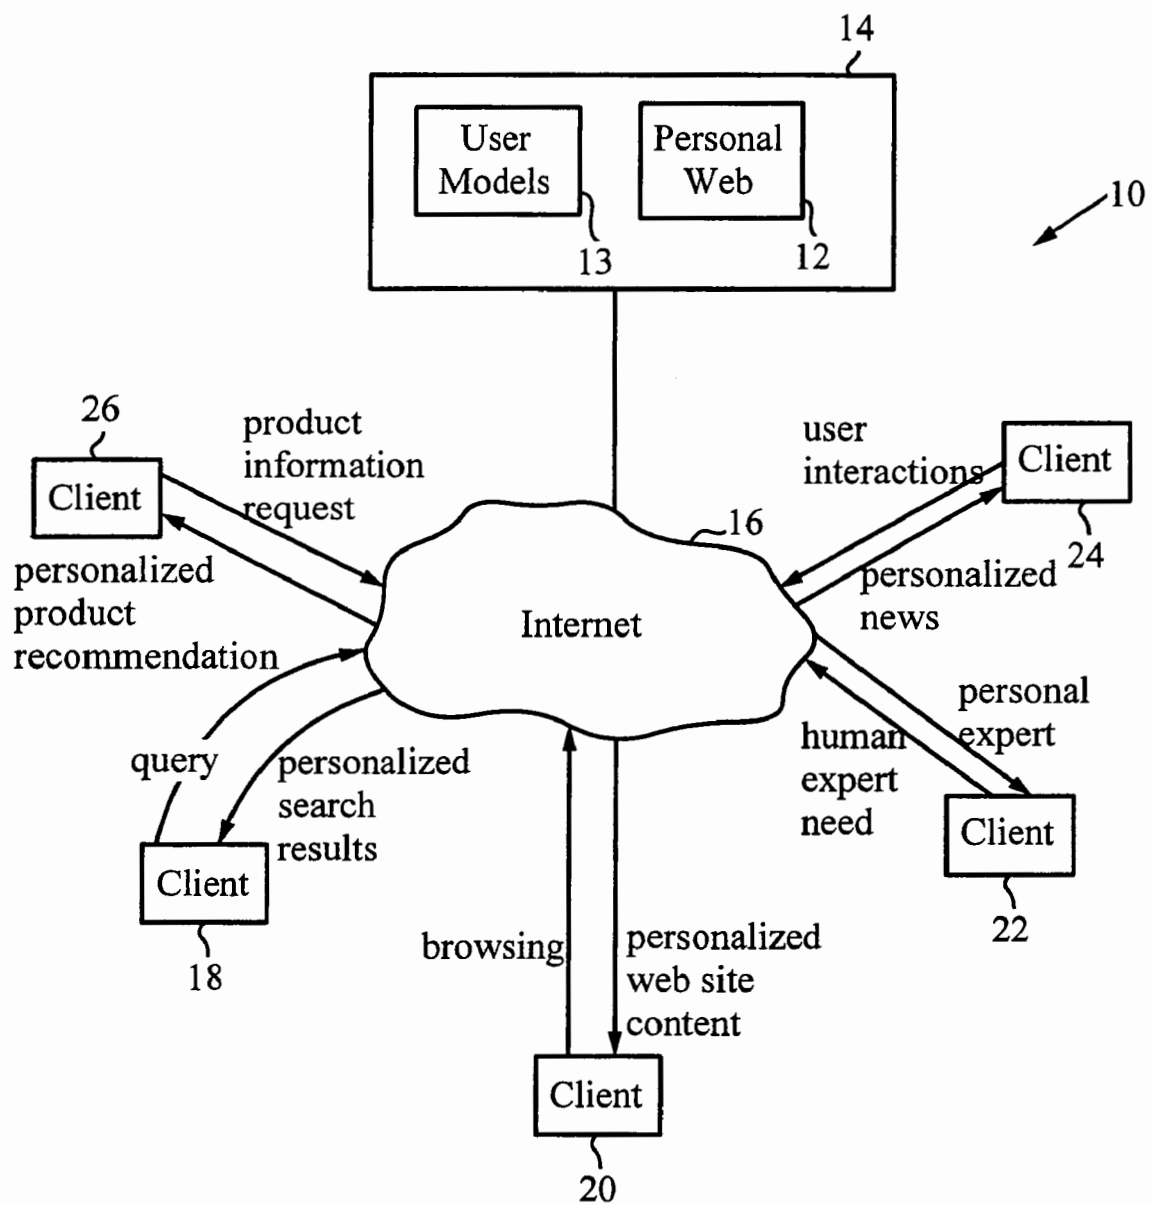 14
User
Models
Personal
Web
13
12
10
26
Client
product
information
request
user
interactions
Client
24
16
personalized
product
recommendation
Internet
personalized
news
query
personalized
search
results
personal
expert
human
expert
need
Client
18
Client
22
browsing
personalized
web site
content
Client
20